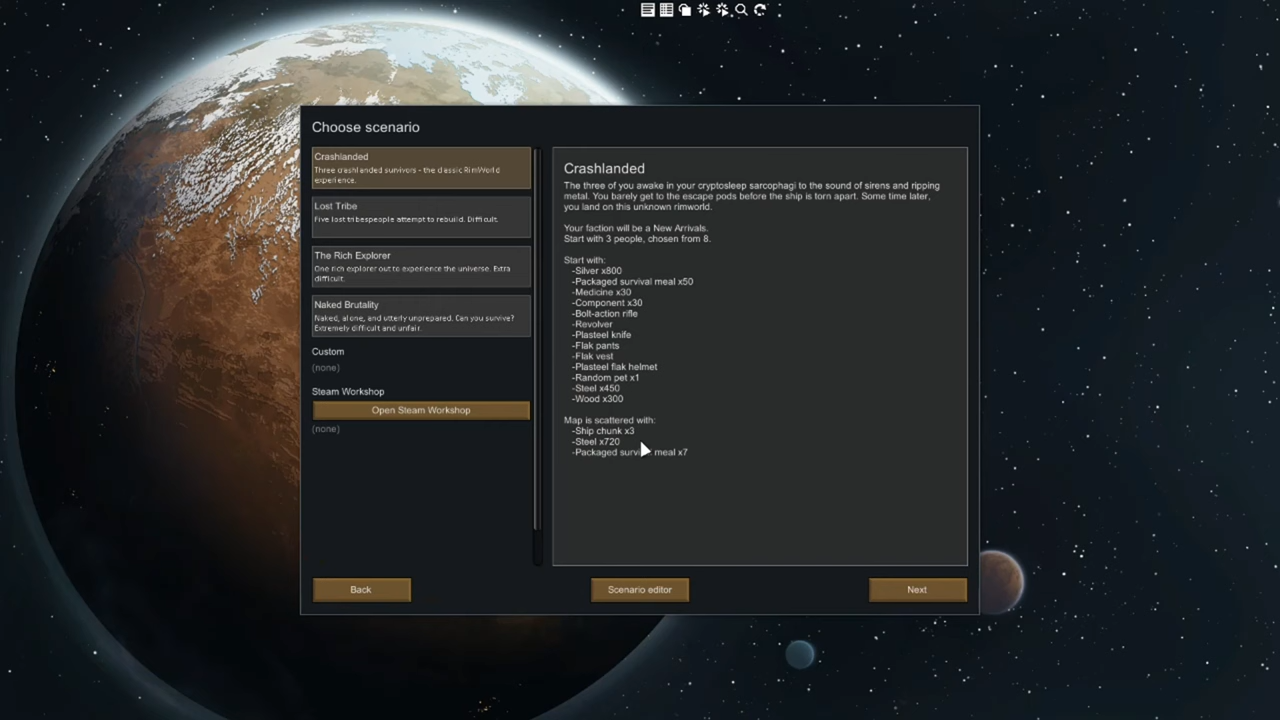 Choose scenario
Crashlanded
Three crashlanded survivors - the classic RimWorld
experience.
Lost Tribe
Five lost tribespeople attempt to rebuild. Difficult.
The Rich Explorer
One rich explorer out to experience the universe. Extra
difficult.
Naked Brutality
Naked, alone, and utterly unprepared. Can you survive?
Extremely difficult and unfair.
Custom
(none)
Steam Workshop
Open Steam Workshop
(none)
Crashlanded
The three of you awake in your cryptosleep sarcophagi to the sound of sirens and ripping
metal. You barely get to the escape pods before the ship is torn apart. Some time later,
you land on this unknown rimworld.
Your faction will be a New Arrivals.
Start with 3 people, chosen from 8.
Start with:
-Silver x800
-Packaged survival meal x50
-Medicine x30
-Component x30
-Bolt-action rifle
-Revolver
-Plasteel knife
-Flak pants
-Flak vest
-Plasteel flak helmet
-Random pet x1
-Steel x450
-Wood x300
Map is scattered with:
-Ship chunk x3
-Steel x720
-Packaged survival meal x7
Back
Scenario editor
Next